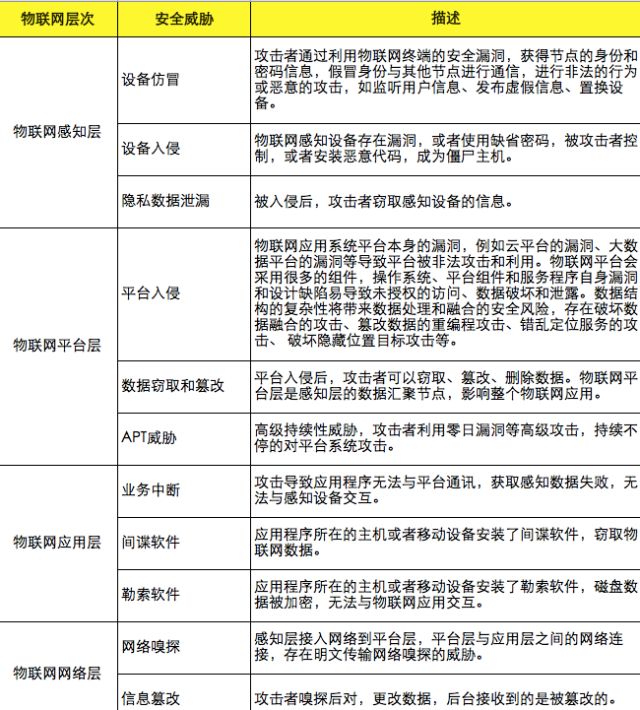 物联网层次 安全威胁 描述
物联网感知层
设备仿冒
攻击者通过利用物联网终端的安全漏洞，获得节点的身份和
密码信息，假冒身份与其他节点进行通信，进行非法的行为
或恶意的攻击，如监听用户信息、发布虚假信息、置换设
备。
设备入侵
物联网感知设备存在漏洞，或者使用缺省密码，被攻击者控
制，或者安装恶意代码，成为僵尸主机。
隐私数据泄漏
被入侵后，攻击者窃取感知设备的信息。
物联网平台层
平台入侵
物联网应用系统平台本身的漏洞，例如云平台的漏洞、大数
据平台的漏洞等导致平台被非法攻击和利用。物联网平台会
采用很多的组件，操作系统、平台组件和服务程序自身漏洞
和设计缺陷易导致未授权的访问、数据破坏和泄露。数据结
构的复杂性将带来数据处理和融合的安全风险，存在破坏数
据融合的攻击、篡改数据的重编程攻击、错乱定位服务的攻
击、 破坏隐藏位置目标攻击等。
数据窃取和篡改
平台入侵后，攻击者可以窃取、篡改、删除数据。物联网平
台层是感知层的数据汇聚节点，影响整个物联网应用。
APT威胁
高级持续性威胁，攻击者利用零日漏洞等高级攻击，持续不
停的对平台系统攻击。
物联网应用层
业务中断
攻击导致应用程序无法与平台通讯，获取感知数据失败，无
法与感知设备交互。
间谍软件
应用程序所在的主机或者移动设备安装了间谍软件，窃取物
联网数据。
勒索软件
应用程序所在的主机或者移动设备安装了勒索软件，磁盘数
据被加密，无法与物联网应用交互。
物联网网络层
网络嗅探
感知层接入网络到平台层，平台层与应用层之间的网络连
接，存在明文传输网络嗅探的威胁。
信息篡改
攻击者嗅探后对，更改数据，后台接收到的是被篡改的。